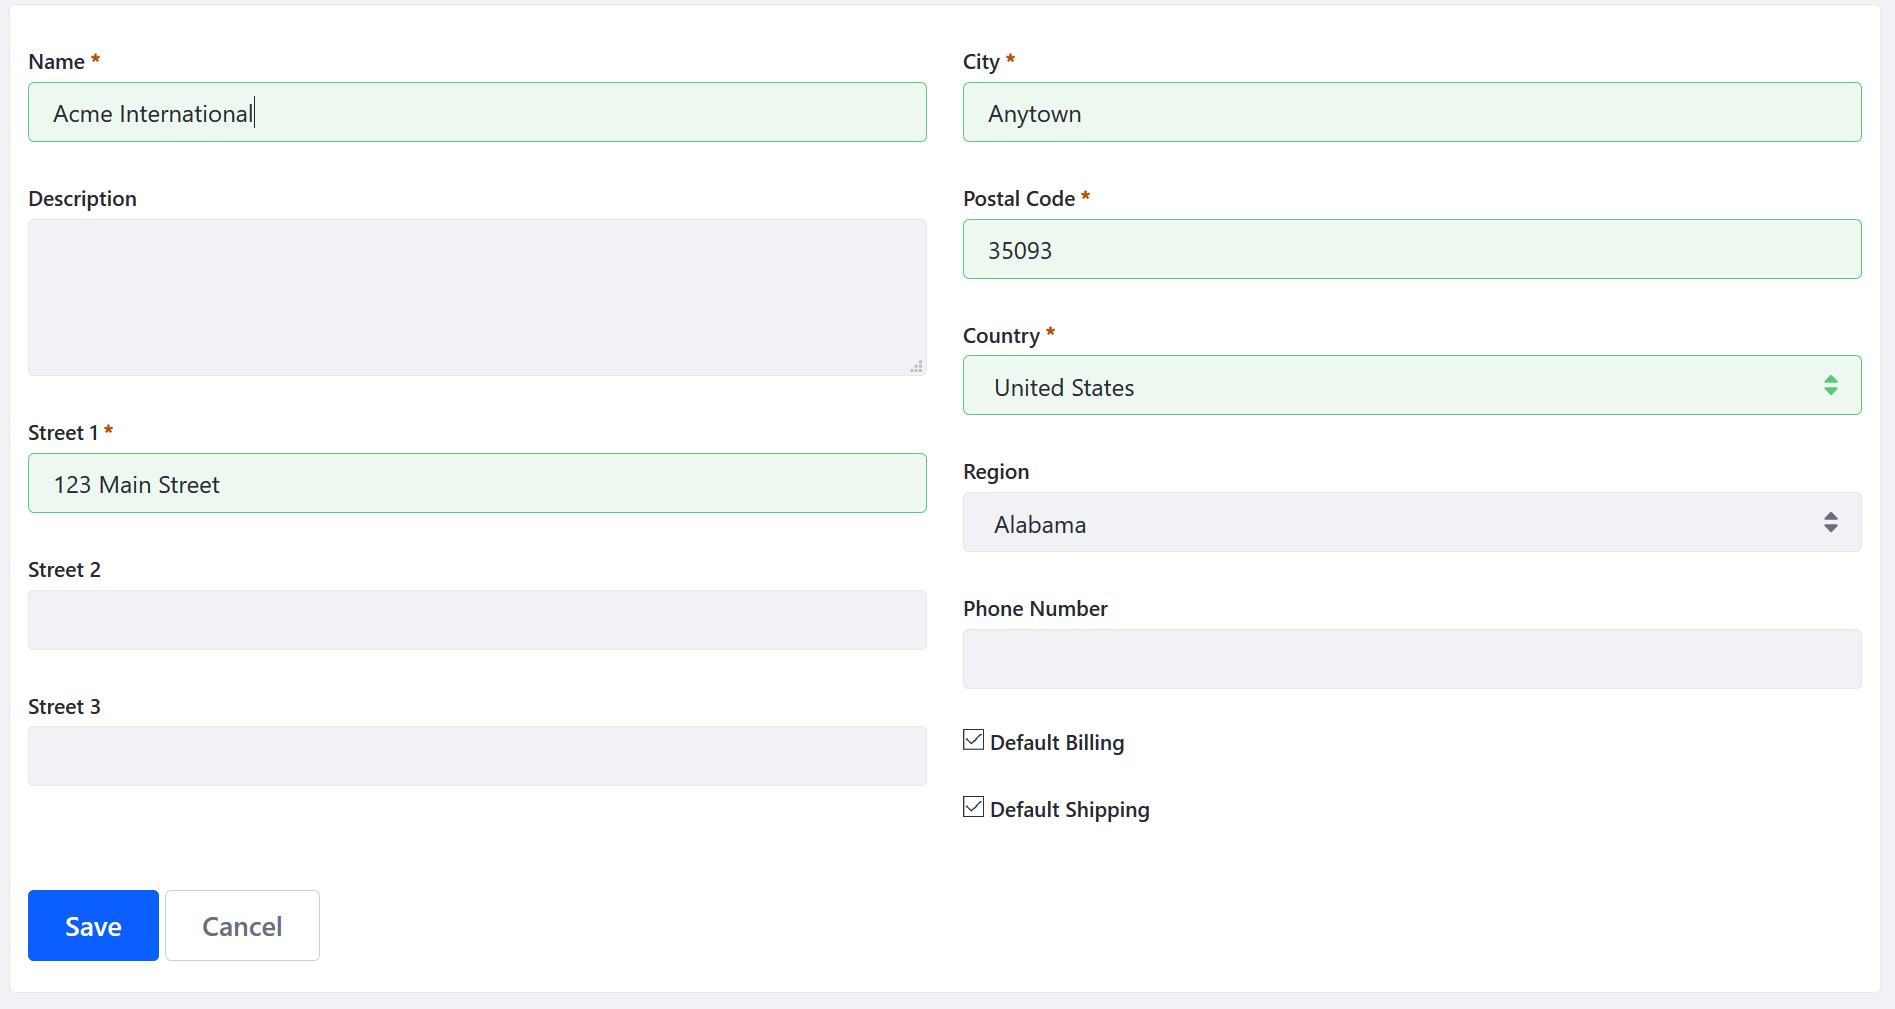 Name *
Acme International
Description
Street 1 *
123 Main Street
Street 2
Street 3
City *
Anytown
Postal Code *
35093
Country *
United States
Region
Alabama
Phone Number
Default Billing
Default Shipping
Save
Cancel